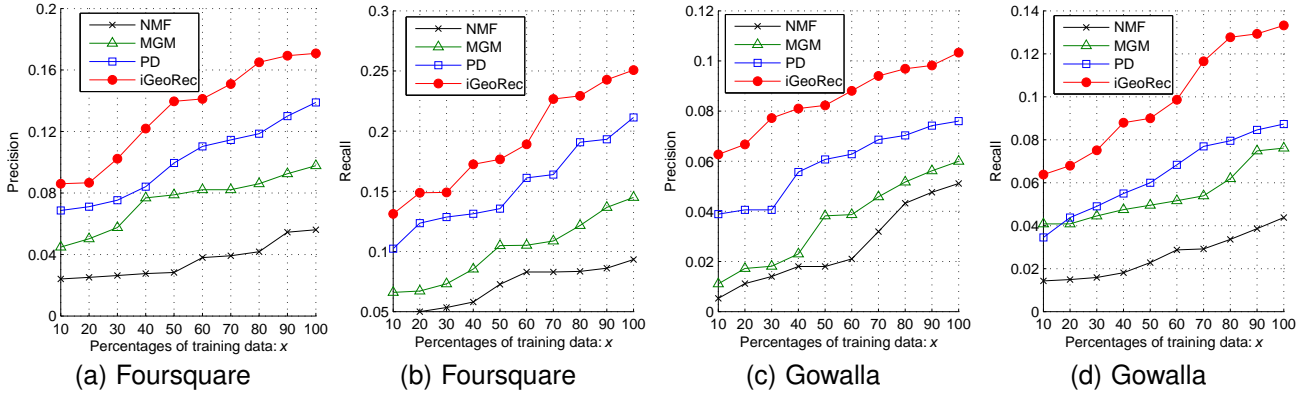 0.2
0.16
0.12
0.08
0.04
0
Precision
NMF
MGM
PD
iGeoRec
10 20 30 40 50 60 70 80 90 100
Percentages of training data: x
(a) Foursquare
0.3
0.25
0.2
0.15
0.1
0.05
Recall
NMF
MGM
PD
iGeoRec
10 20 30 40 50 60 70 80 90 100
Percentages of training data: x
(b) Foursquare
0.12
0.1
0.08
0.06
0.04
0.02
0
Precision
NMF
MGM
PD
iGeoRec
10 20 30 40 50 60 70 80 90 100
Percentages of training data: x
(c) Gowalla
0.14
0.12
0.1
0.08
0.06
0.04
0.02
0
Recall
NMF
MGM
PD
iGeoRec
10 20 30 40 50 60 70 80 90 100
Percentages of training data: x
(d) Gowalla